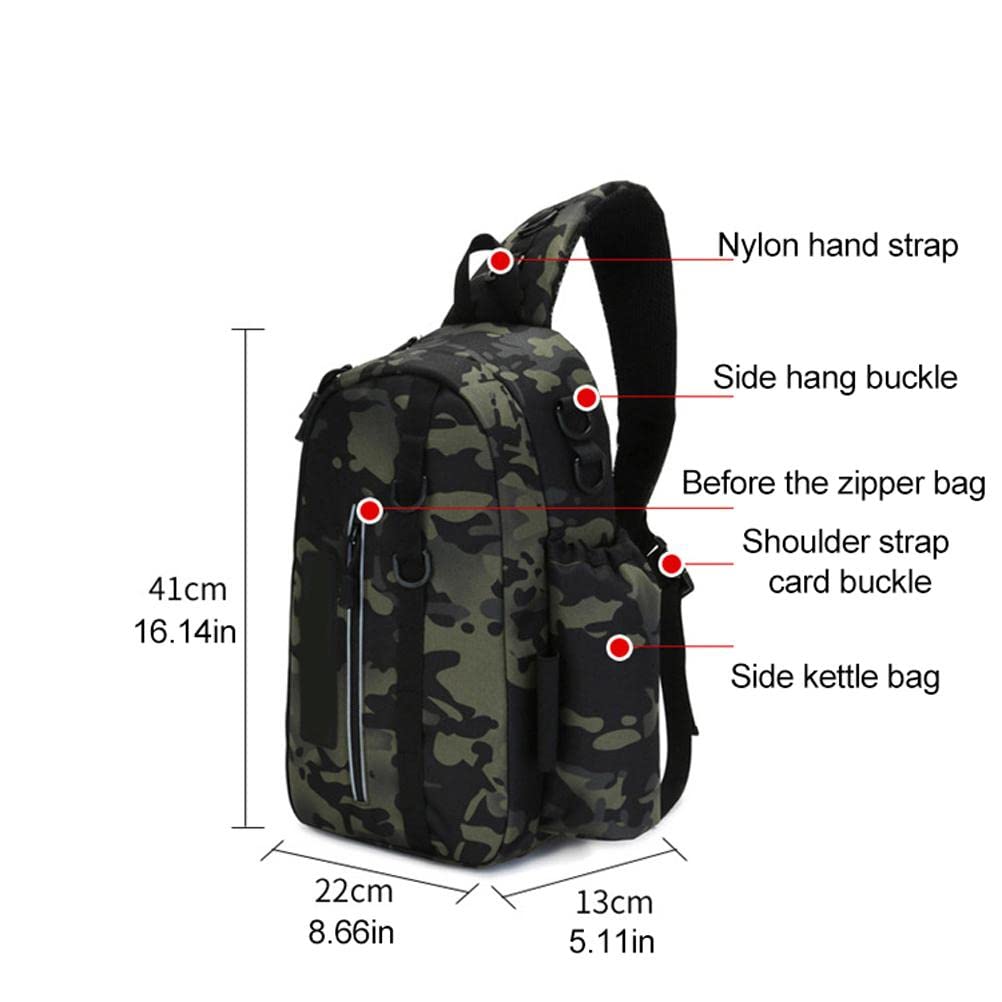 Nylon hand strap
Side hang buckle
Before the zipper bag
Shoulder strap
card buckle
Side kettle bag
41cm
16.14in
22cm
8.66in
13cm
5.11in